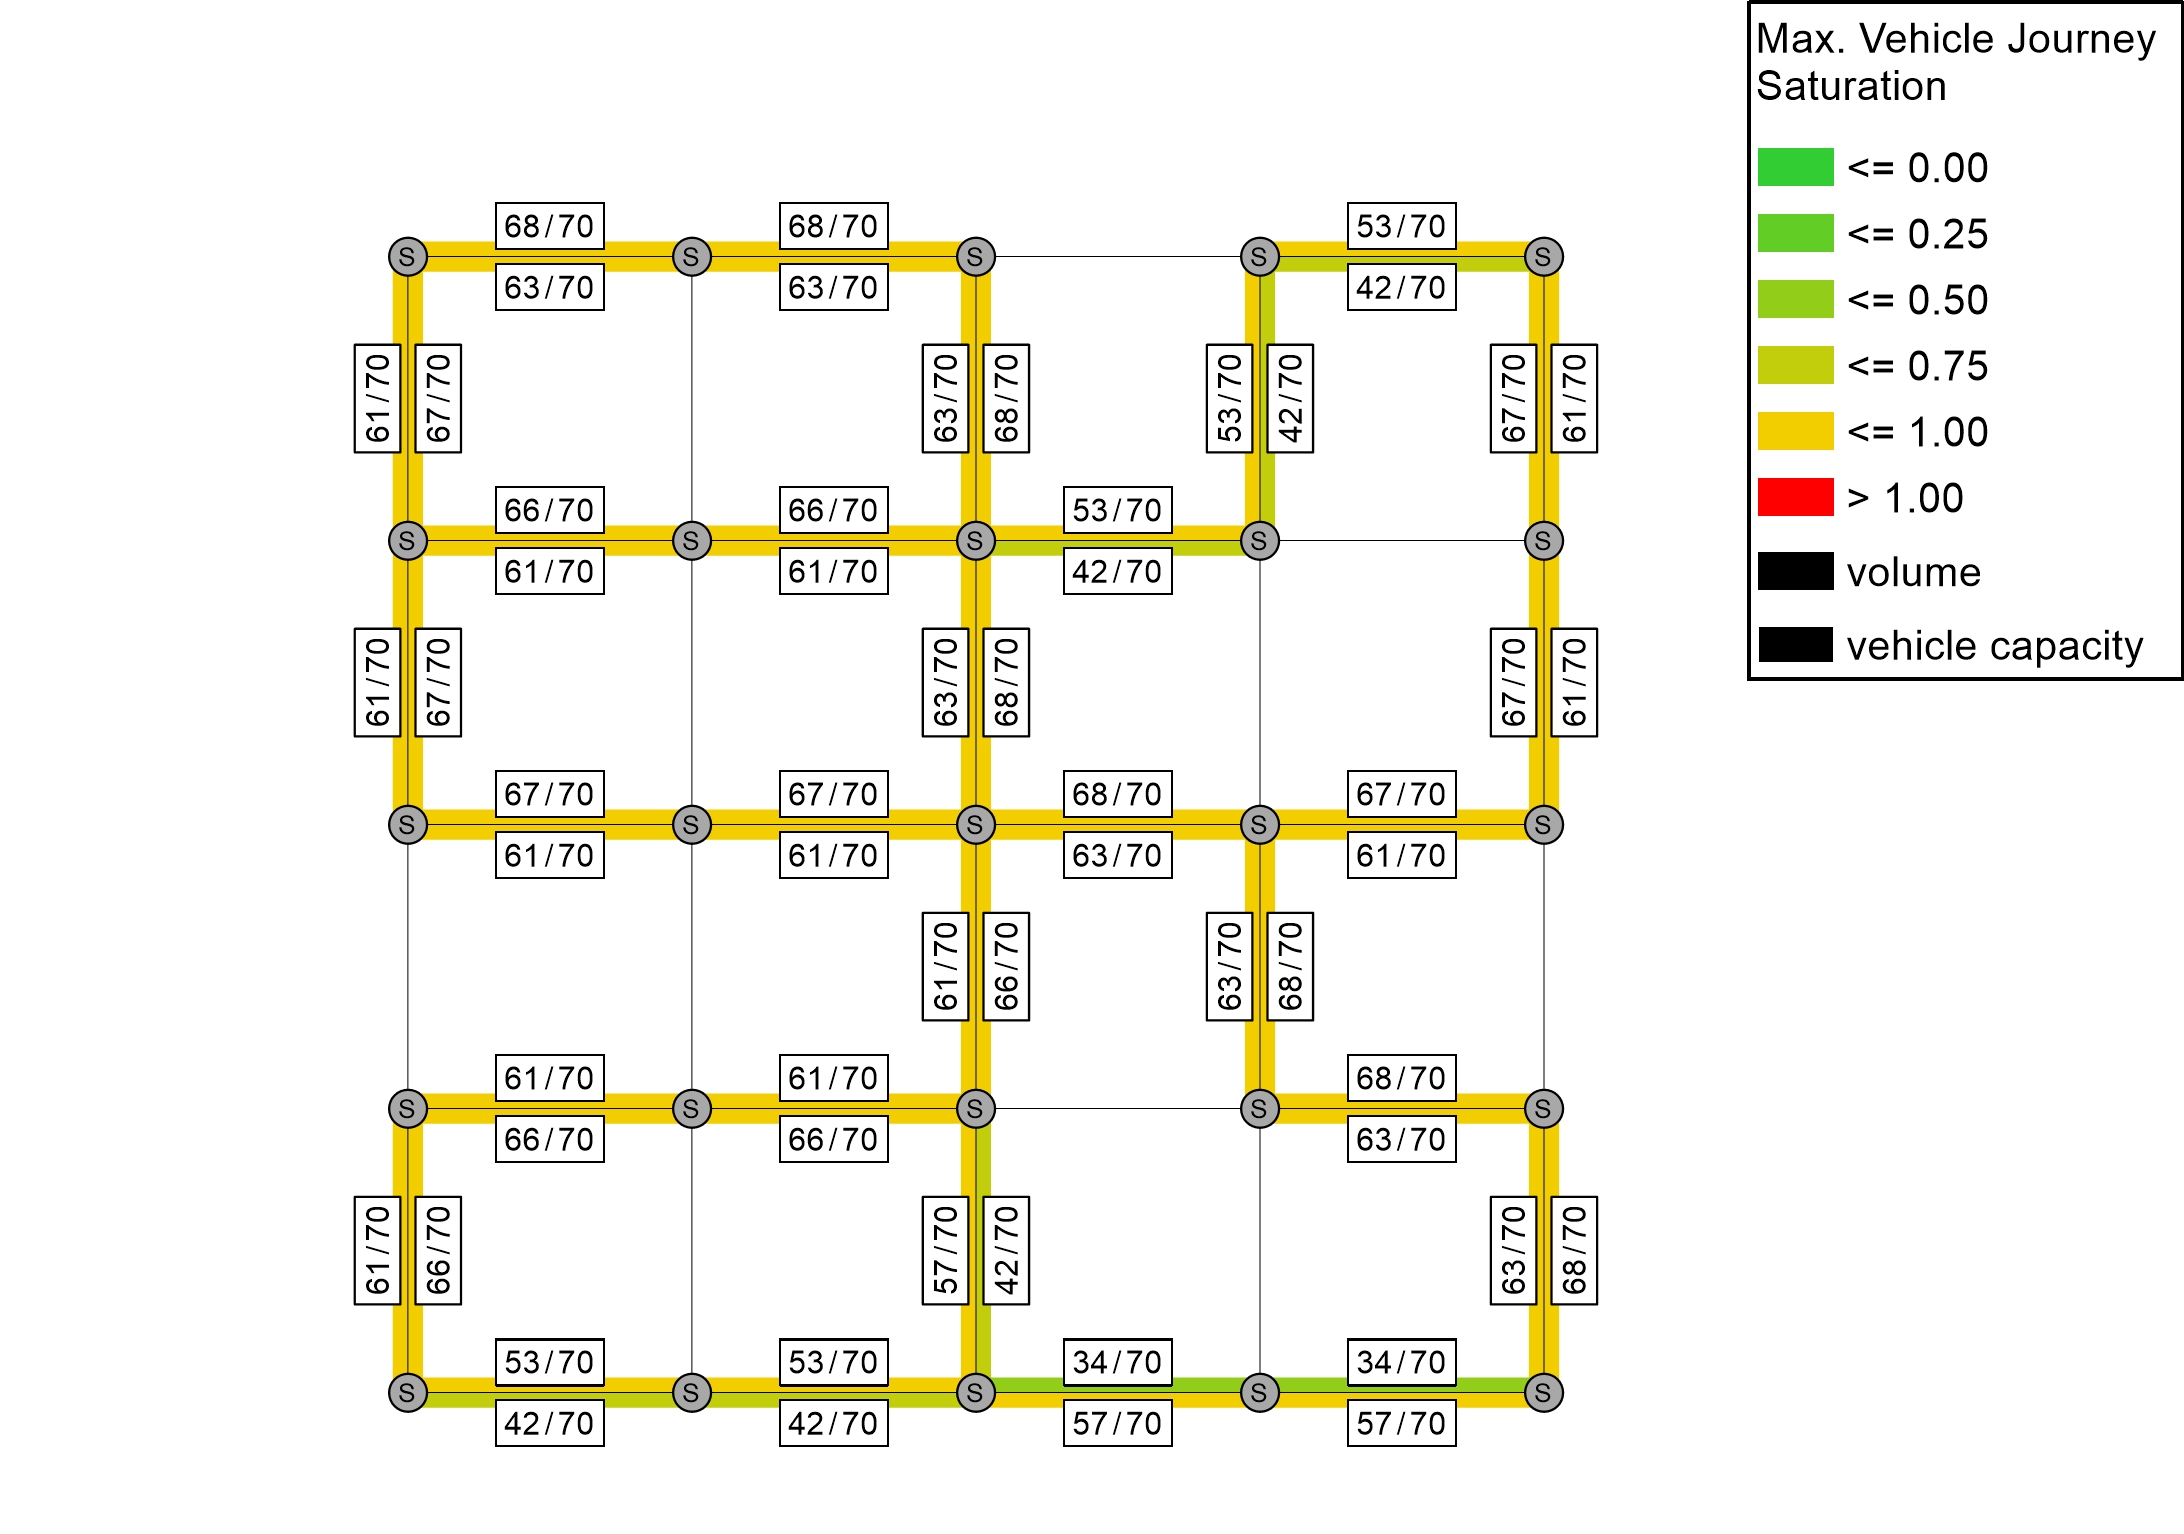 Max. Vehicle Journey
Saturation
<= 0.00
<= 0.25
<= 0.50
<= 0.75
<= 1.00
> 1.00
volume
vehicle capacity
68/70 68/70 53/70
S S S S S
63/70 63/70 42/70
61/70 67/70 63/70 68/70 53/70 42/70 67/70 61/70
66/70 66/70 53/70
S S S S S
61/70 61/70 42/70
61/70 67/70 63/70 68/70 67/70 61/70
67/70 67/70 68/70 67/70
S S S S S
61/70 61/70 63/70 61/70
61/70 66/70 63/70 68/70
61/70 61/70 68/70
S S S S S
66/70 66/70 63/70
61/70 66/70 57/70 42/70 63/70 68/70
53/70 53/70 34/70 34/70
S S S S S
42/70 42/70 57/70 57/70